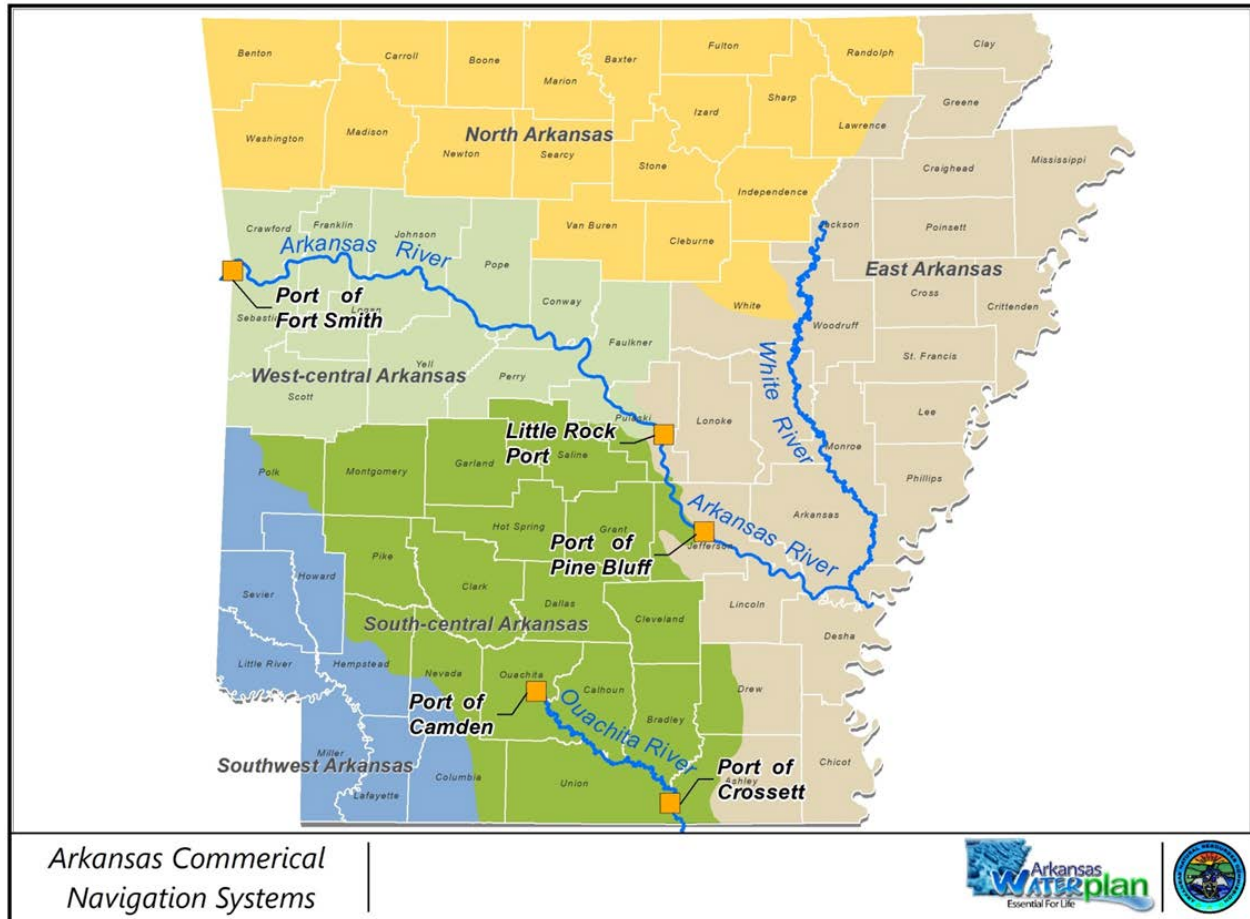 Benton
Carroll
Boone
Marion
Baxter
Fulton
Randolph
Clay
Greene
Sharp
Izard
Lawrence
Washington
Madison
Newton
Searcy
North Arkansas
Stone
Independence
Craighead
Mississippi
Van Buren
Cleburne
ackson
Poinsett
Crawford
Franklin
Johnson
Pope
Arkansas River
East Arkansas
Cross
Crittenden
White
Woodruff
Conway
Port of
Fort Smith
Sebasti
Logan
Faulkner
St. Francis
White River
Yell
Perry
West-central Arkansas
Scott
Lee
Pulaski
Lonoke
Monroe
Little Rock
Port
Saline
Garland
Montgomery
Polk
Phillips
Arkansas
Arkansas River
Hot Spring
Grant
Port of
Pine Bluff
Jefferson
Pike
Howard
Sevier
Clark
Dallas
Cleveland
Lincoln
Desha
South-central Arkansas
Little River
Hempstead
Nevada
Ouachita
Calhoun
Drew
Port of
Camden
Ouachita River
Bradley
Southwest Arkansas
Miller
Columbia
Lafayette
Union
Port of
Crossett
Ashley
Chicot
Arkansas Commerical
Navigation Systems
Arkansas
WATERplan
Essential For Life